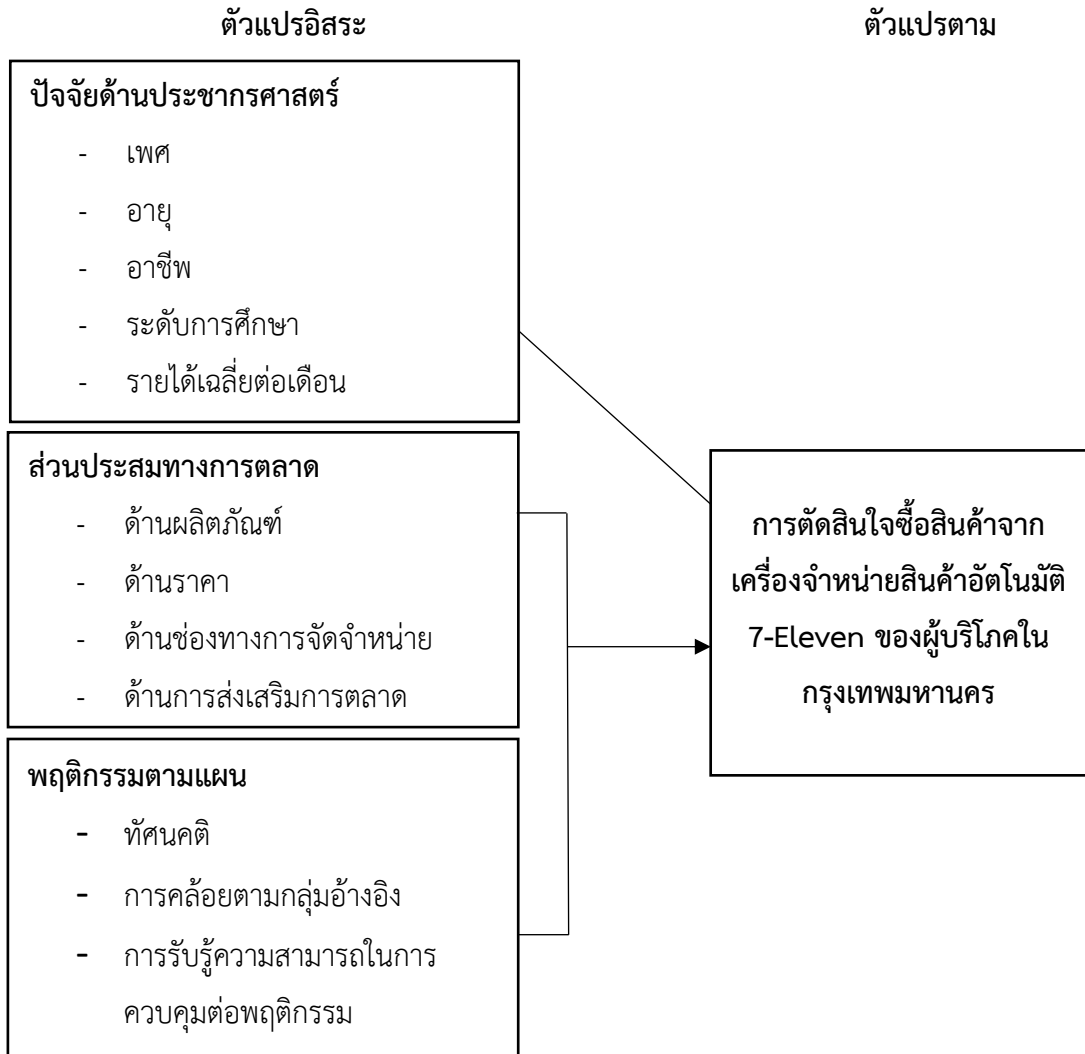 ตัวแปรอิสระ
ตัวแปรตาม
ปัจจัยด้านประชากรศาสตร์
- เพศ
- อายุ
- อาชีพ
- ระดับการศึกษา
- รายได้เฉลี่ยต่อเดือน
ส่วนประสมทางการตลาด
- ด้านผลิตภัณฑ์
- ด้านราคา
- ด้านช่องทางการจัดจำหน่าย
- ด้านการส่งเสริมการตลาด
พฤติกรรมตามแผน
- ทัศนคติ
- การคล้อยตามกลุ่มอ้างอิง
- การรับรู้ความสามารถในการ
ควบคุมต่อพฤติกรรม
การตัดสินใจซื้อสินค้าจาก
เครื่องจำหน่ายสินค้าอัตโนมัติ
7-Eleven ของผู้บริโภคใน
กรุงเทพมหานคร